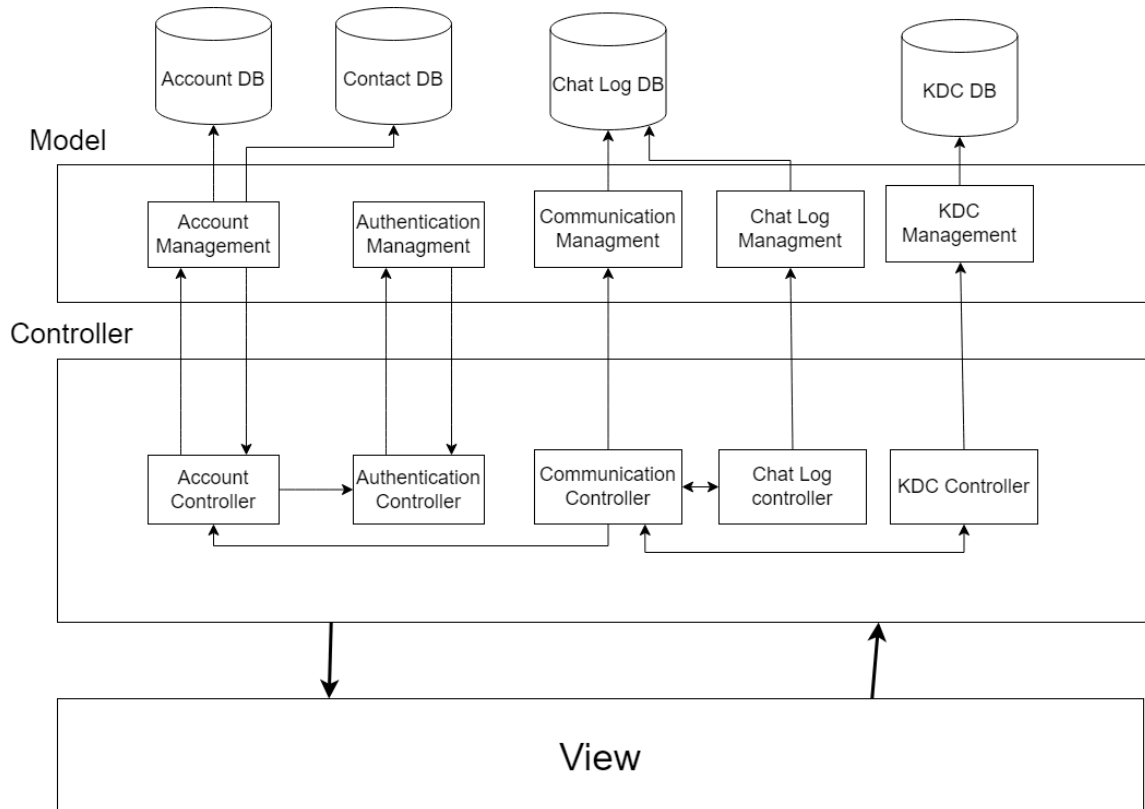 Account DB
Contact DB
Chat Log DB
KDC DB
Model
Account
Management
Authentication
Managment
Communication
Managment
Chat Log
Managment
KDC
Management
Controller
Account
Controller
Authentication
Controller
Communication
Controller
Chat Log
controller
KDC Controller
View